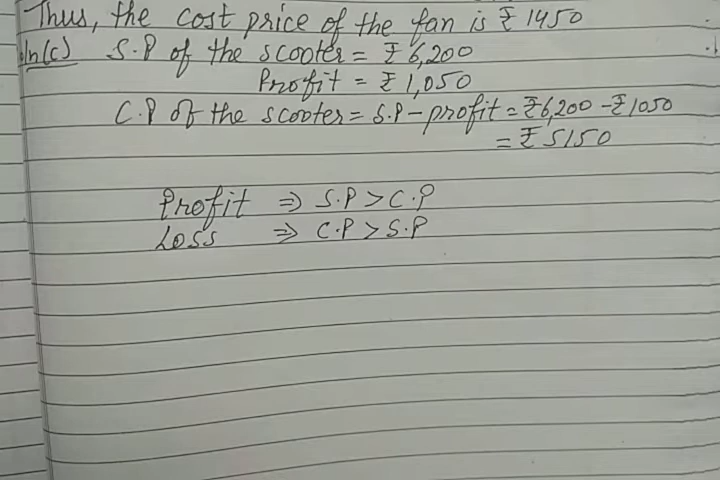 Thus, the cost price of the fan is ₹ 1450
ln(c) S.P of the scooter = ₹ 6,200
Profit = ₹ 1,050
C.P of the scooter = S.P - profit = ₹6,200 - ₹1050
= ₹ 5150
Profit ⇒ S.P > C.P
Loss ⇒ C.P > S.P